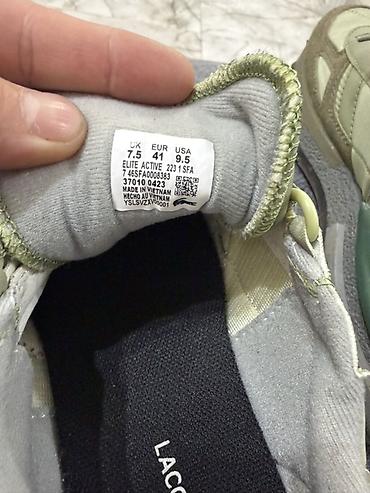 UK EUR USA
7.5 41 9.5
ELITE ACTIVE 223 1 SFA
7 46SFA0008383
37010 0423
MADE IN VIETNAM
HECHO AU VIETNAM
LACO